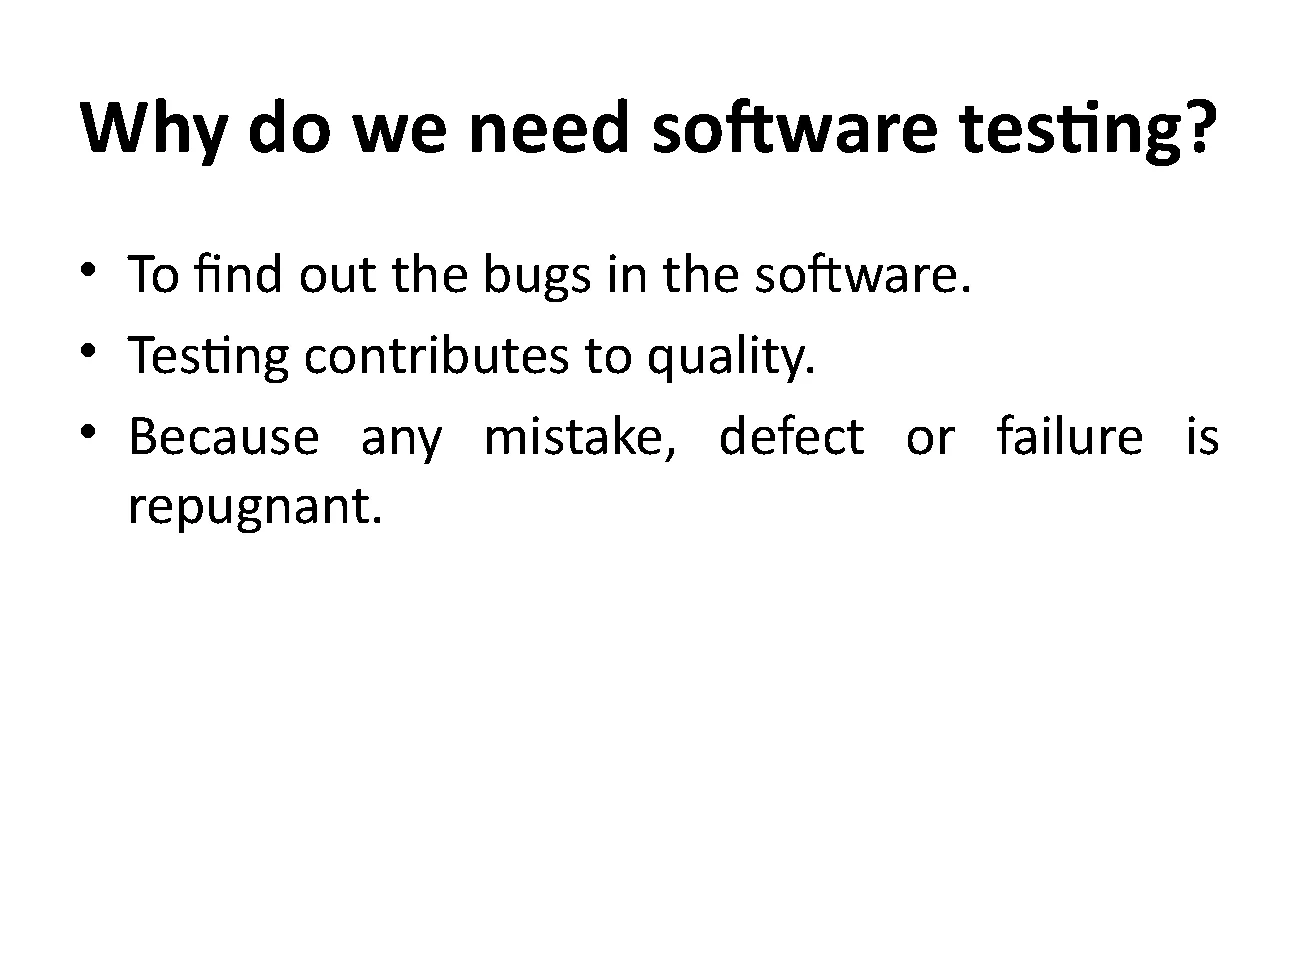 Why do we need software testing?
• To find out the bugs in the software.
• Testing contributes to quality.
• Because any mistake, defect or failure is
repugnant.